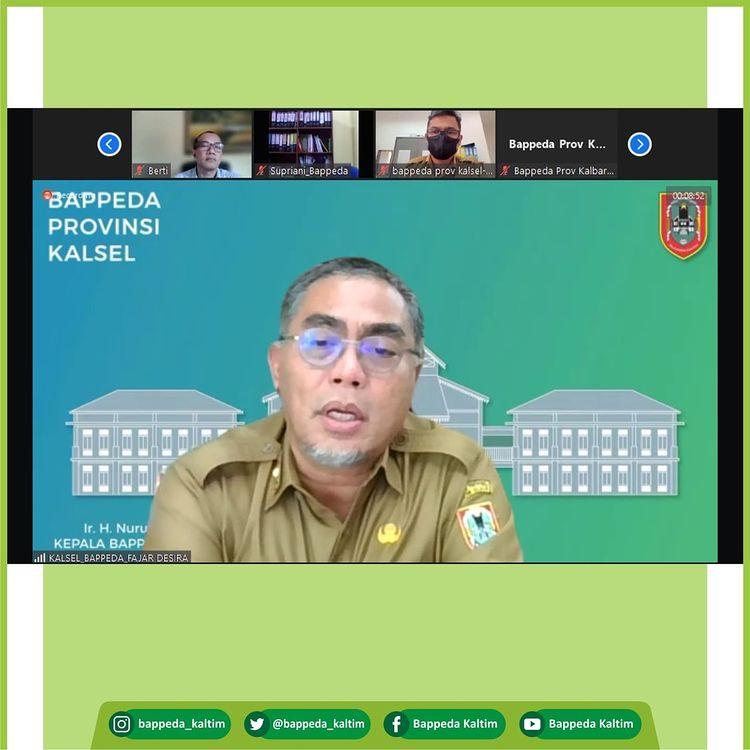 Berti
Supriani_Bappeda
bappeda prov kalsel-...
Bappeda Prov K...
Bappeda Prov Kalbar...
00:08:52
BAPPEDA
PROVINSI
KALSEL
Ir. H. Nuru
KEPALA BAPP
KALSEL_BAPPEDA_FAJAR DESIRA
bappeda_kaltim
@bappeda_kaltim
Bappeda Kaltim
Bappeda Kaltim